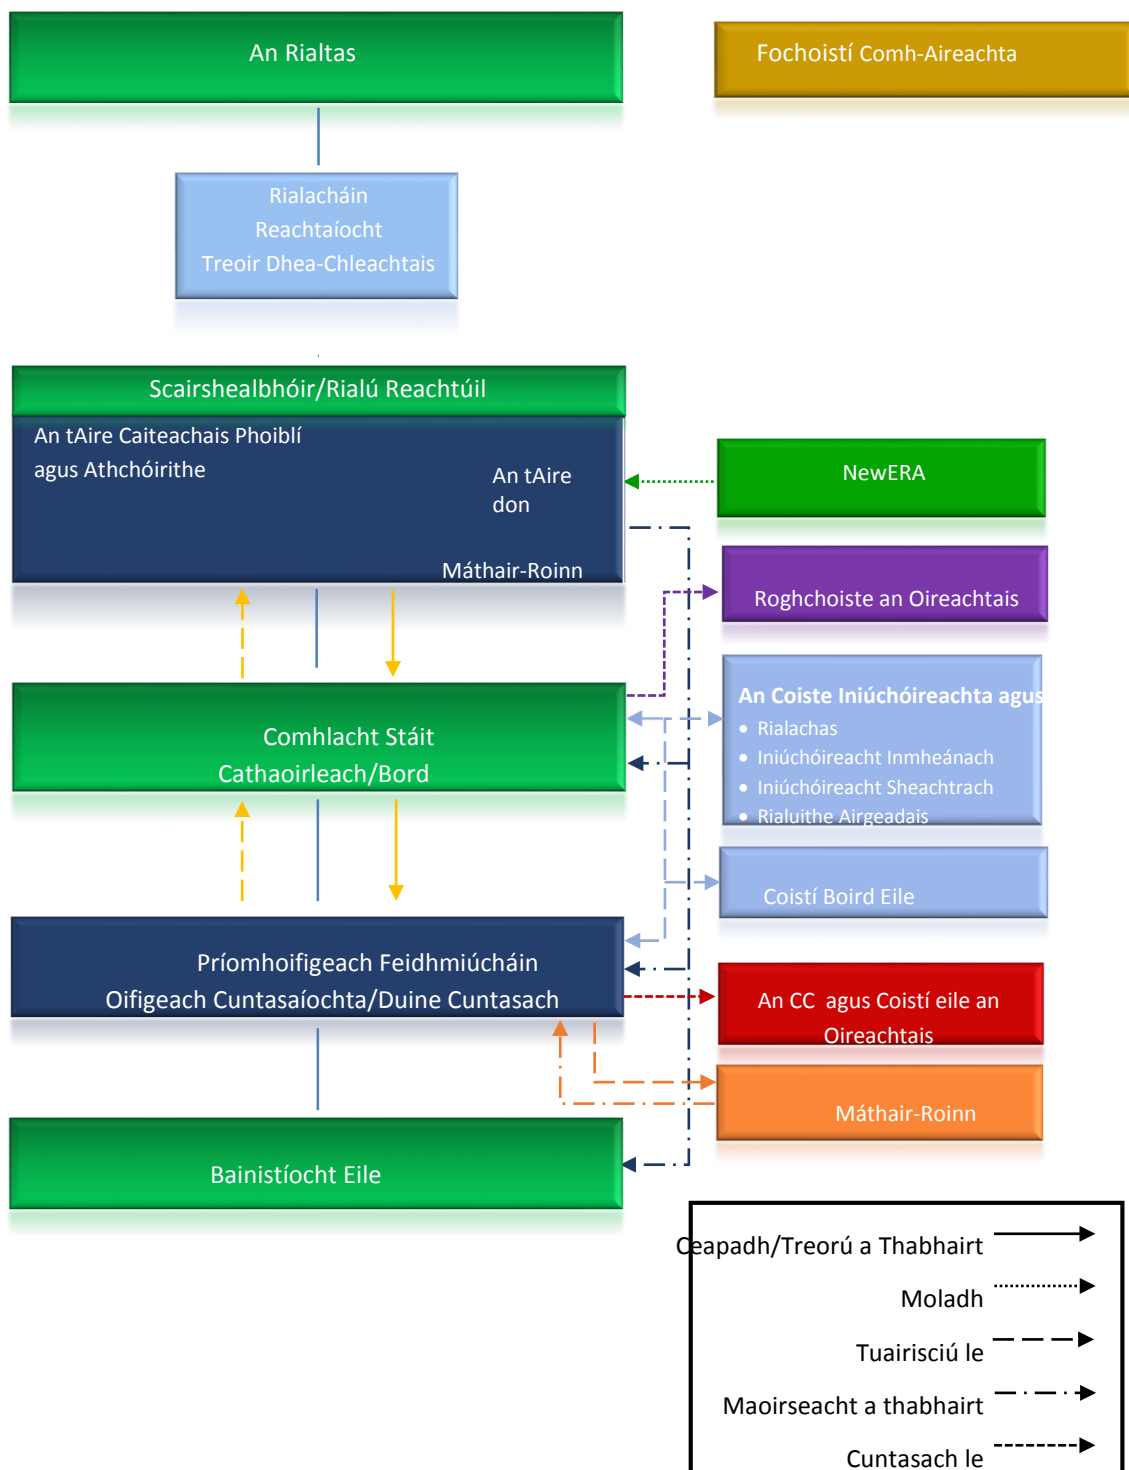 An Rialtas
Fochoistí Comh-Aireachta
Rialacháin
Reachtaíocht
Treoir Dhea-Chleachtais
Scairshealbhóir/Rialú Reachtúil
An tAire Caiteachais Phoiblí
agus Athchóirithe
An tAire
don
Máthair-Roinn
NewERA
Roghchoiste an Oireachtais
Comhlacht Stáit
Cathaoirleach/Bord
An Coiste Iniúchóireachta agus
• Rialachas
• Iniúchóireacht Inmheánach
• Iniúchóireacht Sheachtrach
• Rialuithe Airgeadais
Coistí Boird Eile
Príomhoifigeach Feidhmiúcháin
Oifigeach Cuntasaíochta/Duine Cuntasach
An CC agus Coistí eile an
Oireachtais
Máthair-Roinn
Bainistíocht Eile
Ceapadh/Treorú a Thabhairt
Moladh
Tuairisciú le
Maoirseacht a thabhairt
Cuntasach le